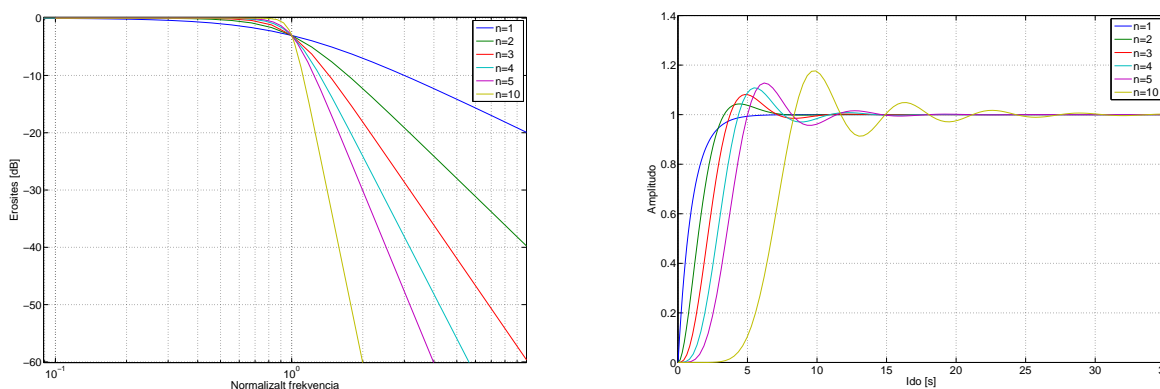 0
−10
−20
−30
−40
−50
−60
10−1
100
Erosites [dB]
Normalizalt frekvencia
n=1
n=2
n=3
n=4
n=5
n=10
1.4
1.2
1
0.8
0.6
0.4
0.2
0
0
5
10
15
20
25
30
35
Amplitudo
Ido [s]
n=1
n=2
n=3
n=4
n=5
n=10